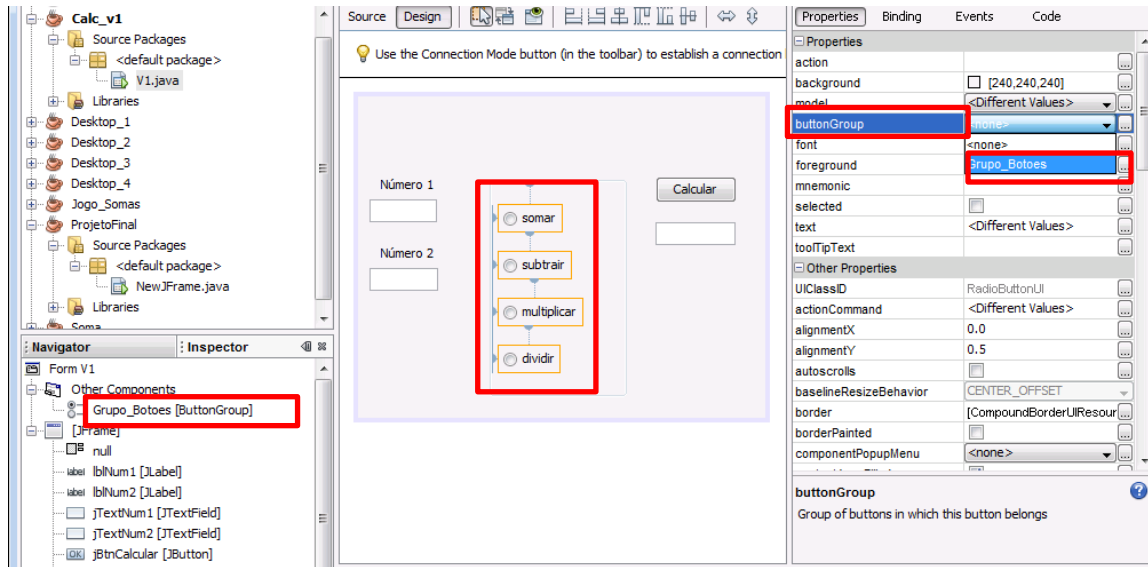 Calc_v1
Source Packages
<default package>
V1.java
Libraries
Desktop_1
Desktop_2
Desktop_3
Desktop_4
Jogo_Somas
ProjetoFinal
Source Packages
<default package>
NewJFrame.java
Libraries
Soma
Navigator
Inspector
Form V1
Other Components
Grupo_Botoes [ButtonGroup]
[JFrame]
null
label lblNum1 [JLabel]
label lblNum2 [JLabel]
jTextNum1 [JTextField]
jTextNum2 [JTextField]
OK jBtnCalcular [JButton]
Source Design
Use the Connection Mode button (in the toolbar) to establish a connection
Número 1
Número 2
somar
subtrair
multiplicar
dividir
Calcular
Properties Binding Events Code
Properties
action ...
background [240,240,240] ...
model <Different Values> ...
buttonGroup <none> ...
font <none> ...
foreground Grupo_Botoes ...
mnemonic ...
selected ...
text <Different Values> ...
toolTipText ...
Other Properties
UIClassID RadioButtonUI ...
actionCommand <Different Values> ...
alignmentX 0.0 ...
alignmentY 0.5 ...
autoscrolls ...
baselineResizeBehavior CENTER_OFFSET
border [CompoundBorderUIResour ...
borderPainted ...
componentPopupMenu <none> ...
buttonGroup ?
Group of buttons in which this button belongs